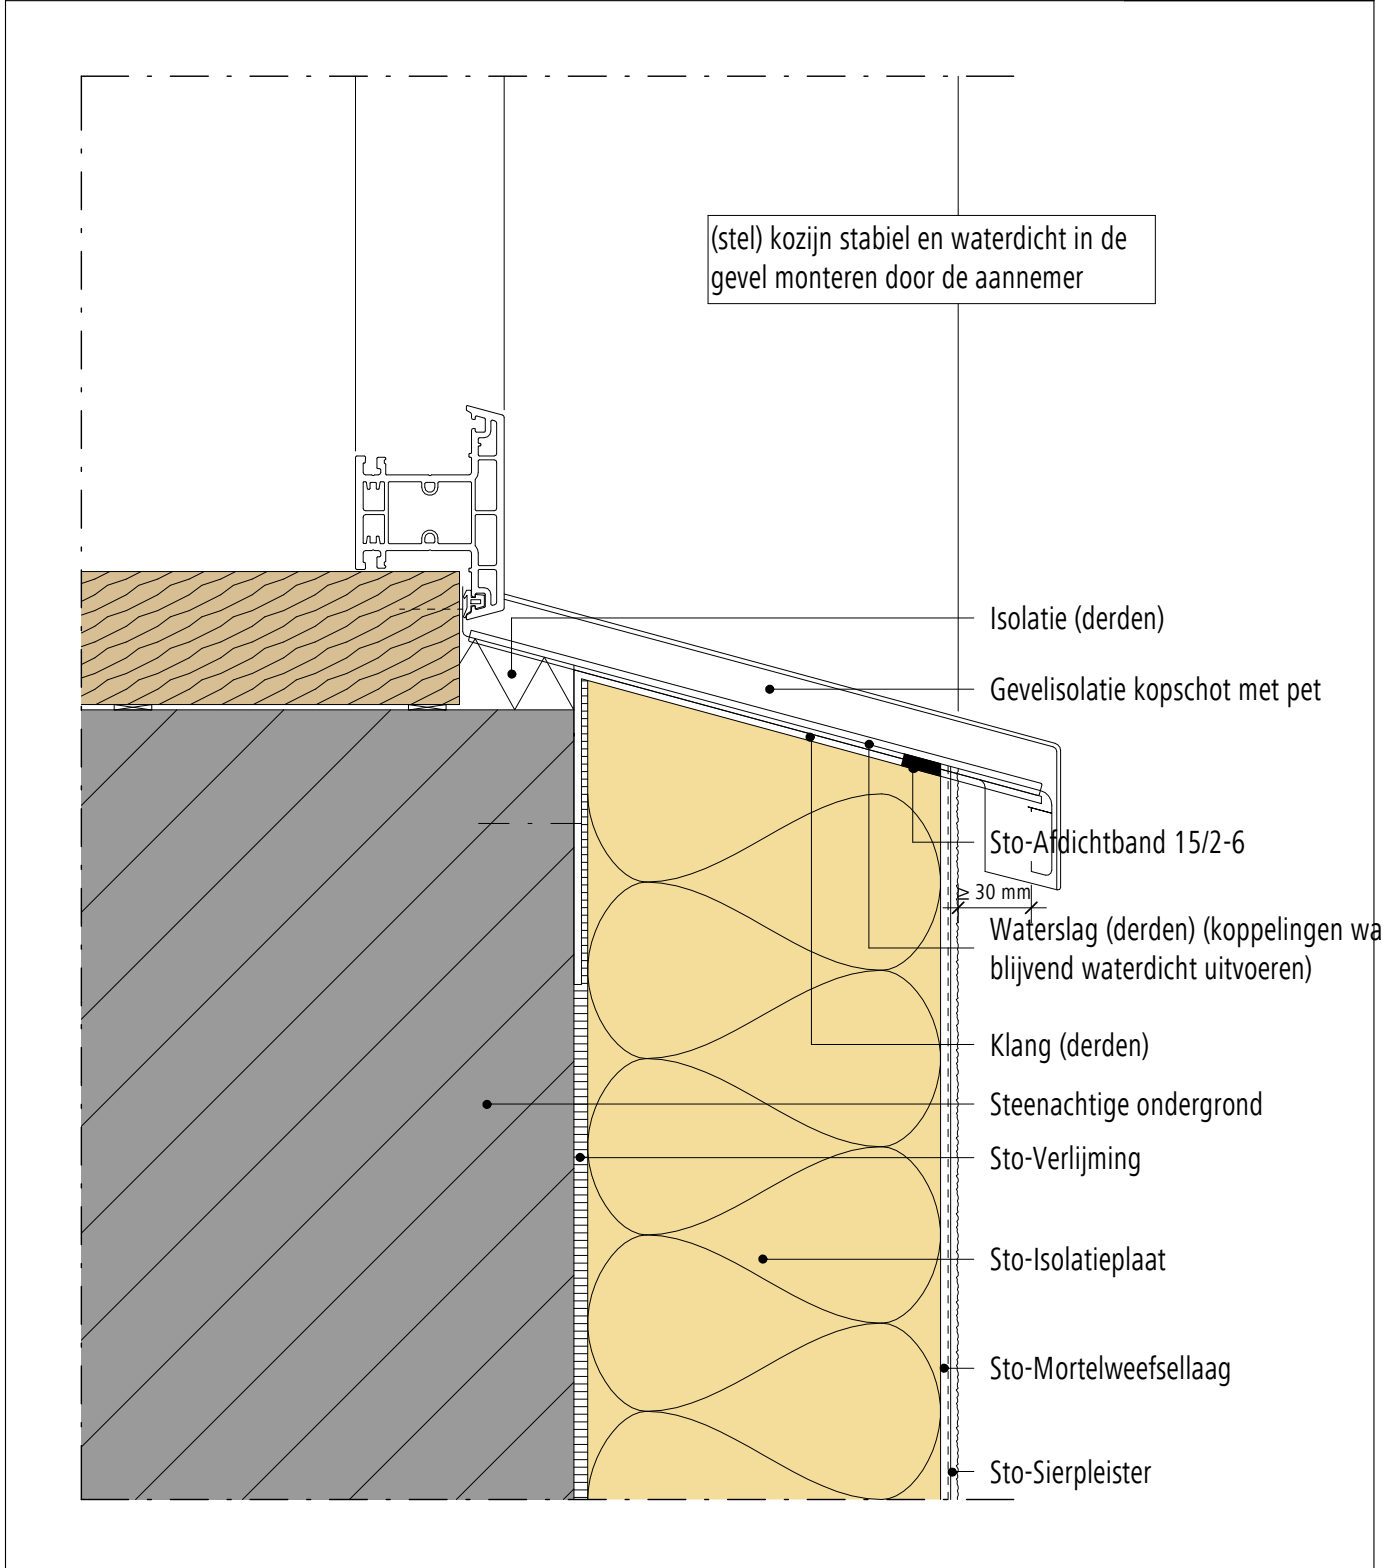 (stel) kozijn stabiel en waterdicht in de
gevel monteren door de aannemer
Isolatie (derden)
Gevelisolatie kopschot met pet
Sto-Afdichtband 15/2-6
≥ 30 mm
Waterslag (derden) (koppelingen wa
blijvend waterdicht uitvoeren)
Klang (derden)
Steenachtige ondergrond
Sto-Verlijming
Sto-Isolatieplaat
Sto-Mortelweefsellaag
Sto-Sierpleister